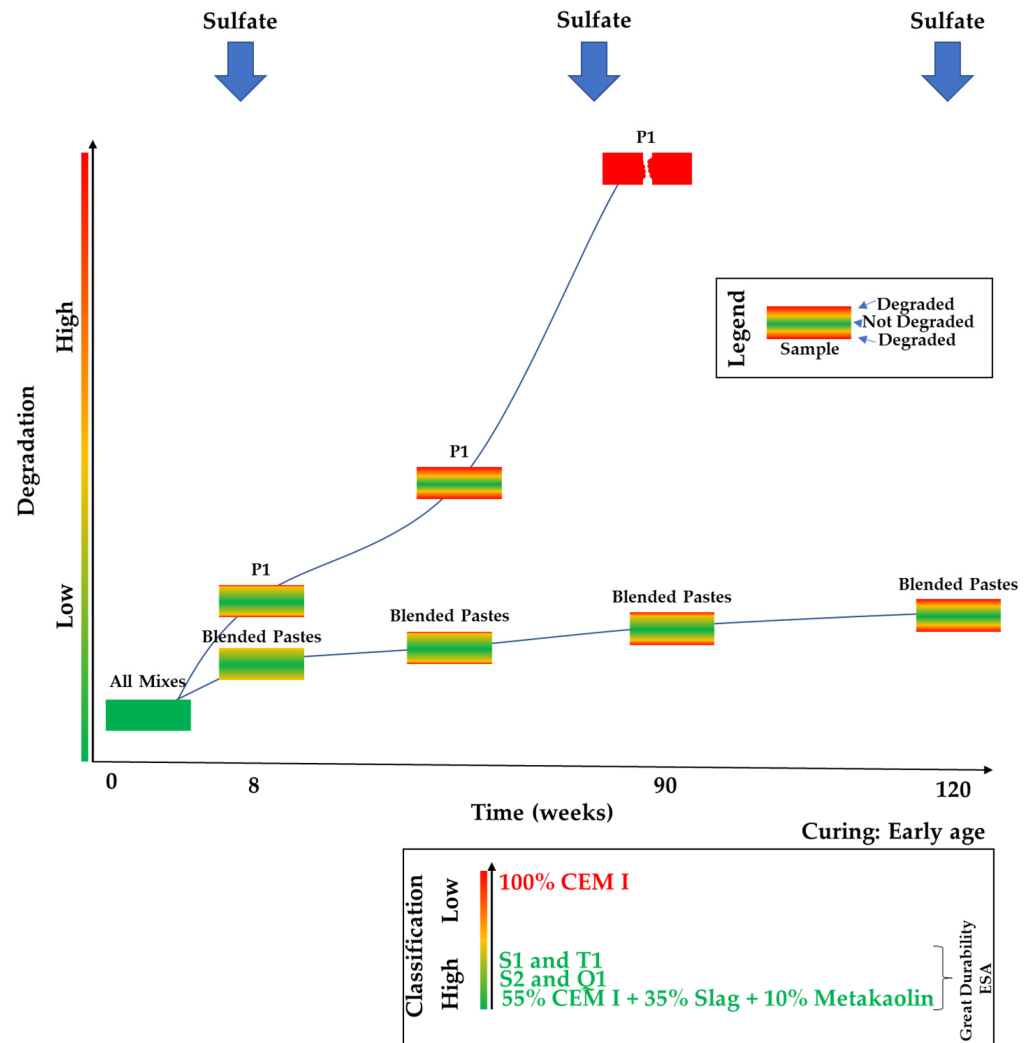 Sulfate
Sulfate
Sulfate
P1
High
Degradation
Low
Legend
Degraded
Not Degraded
Degraded
Sample
P1
P1
Blended Pastes
Blended Pastes
Blended Pastes
Blended Pastes
All Mixes
0
8
90
120
Time (weeks)
Curing: Early age
Classification
Low
High
100% CEM I
S1 and T1
S2 and Q1
55% CEM I + 35% Slag + 10% Metakaolin
Great Durability
ESA